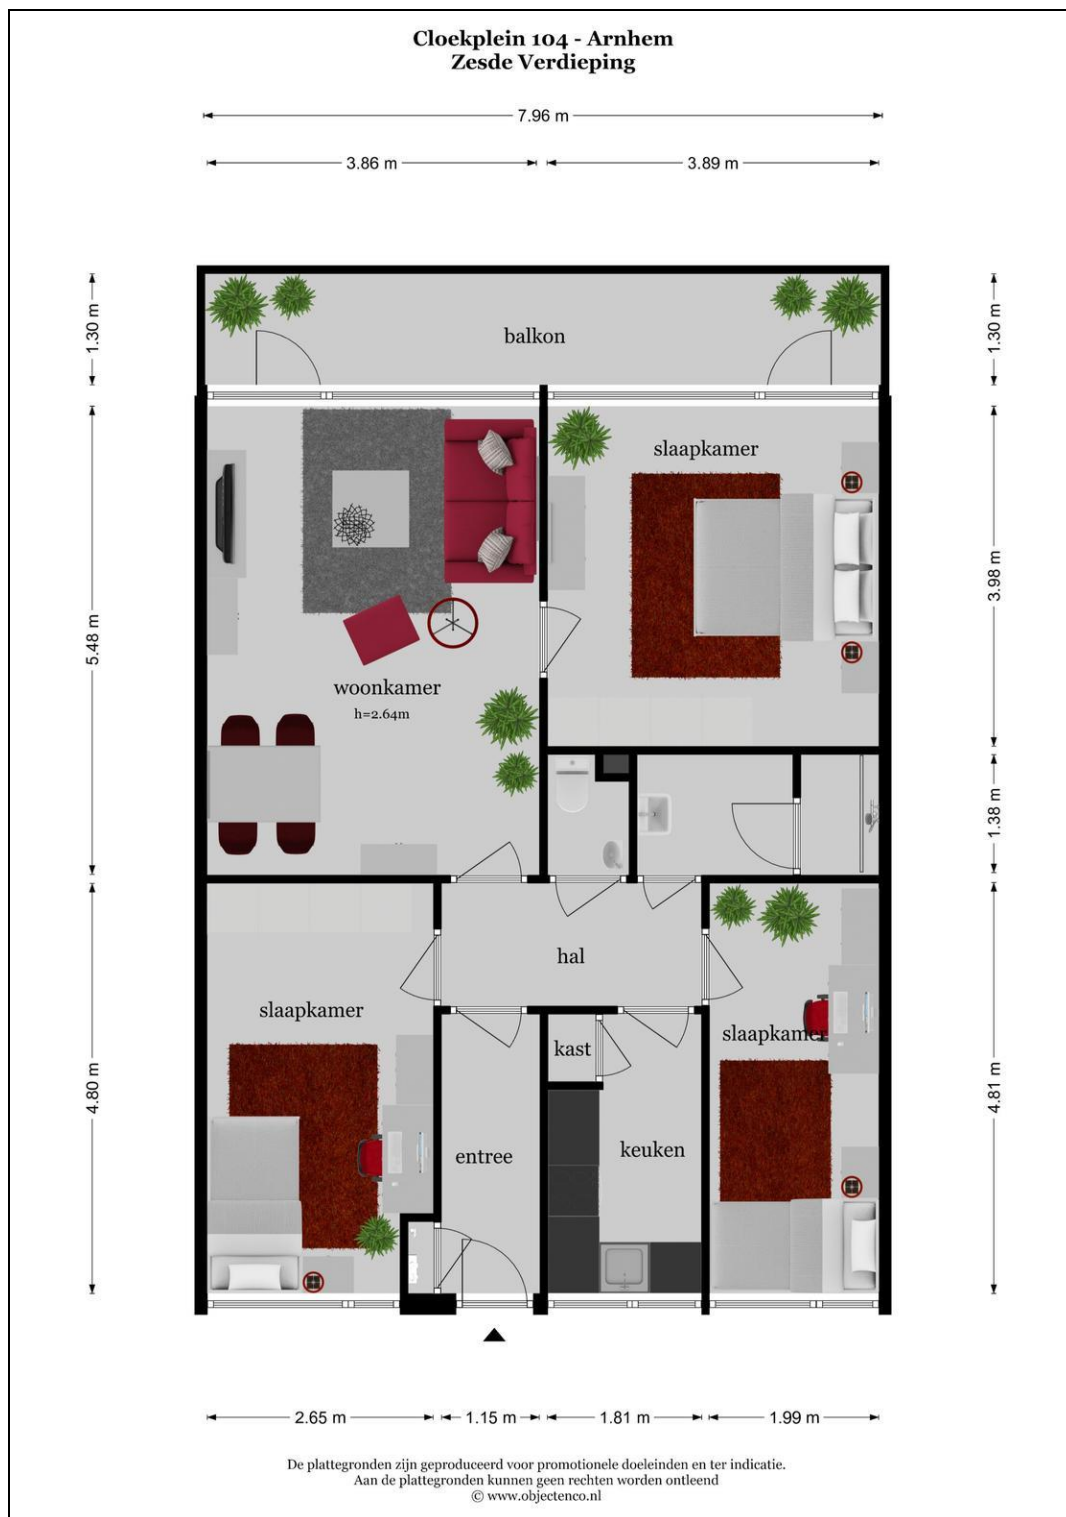 Cloekplein 104 - Arnhem
Zesde Verdieping
7.96 m
3.86 m
3.89 m
1.30 m
1.30 m
balkon
slaapkamer
5.48 m
3.98 m
woonkamer
h=2.64m
1.38 m
hal
slaapkamer
slaapkamer
kast
4.80 m
4.81 m
keuken
entree
2.65 m
1.15 m
1.81 m
1.99 m
De plattegronden zijn geproduceerd voor promotionele doeleinden en ter indicatie.
Aan de plattegronden kunnen geen rechten worden ontleend
© www.objectenco.nl